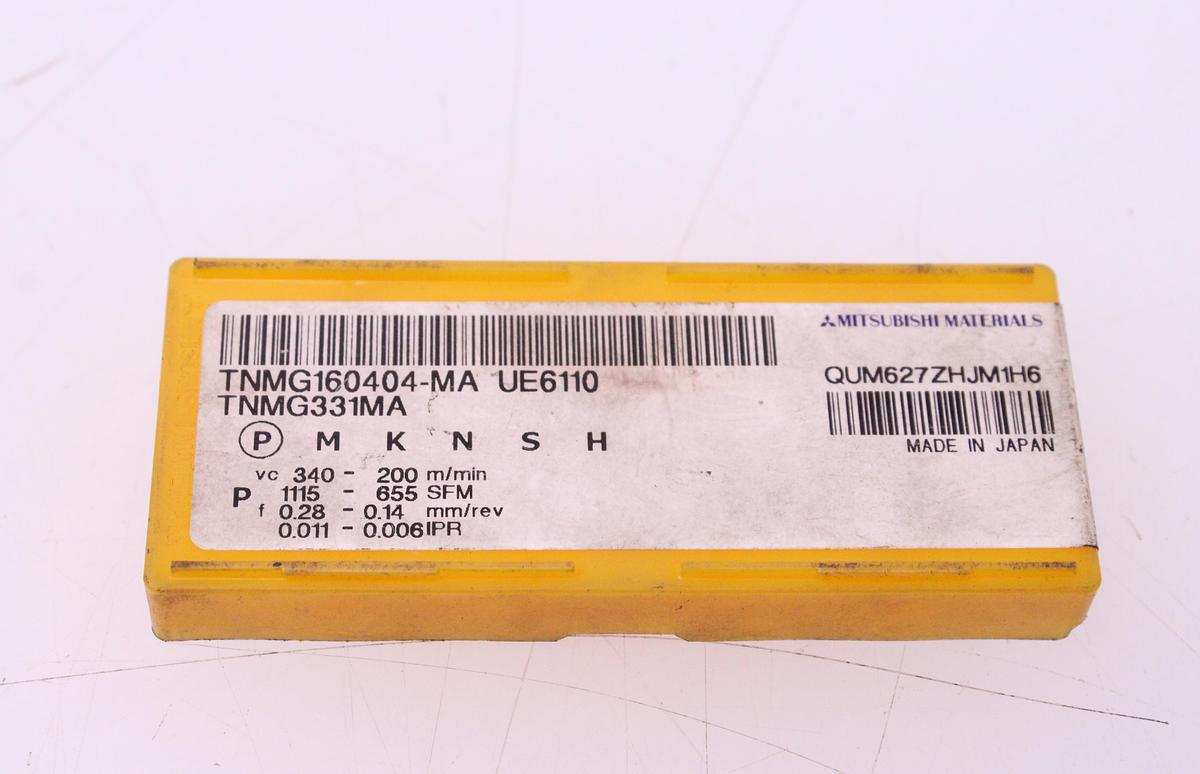 MITSUBISHI MATERIALS
TNMG160404-MA UE6110
TNMG331MA
QUM627ZHJM1H6
MADE IN JAPAN
P M K N S H
P
vc 340 - 200 m/min
1115 - 655 SFM
f 0.28 - 0.14 mm/rev
0.011 - 0.006 IPR